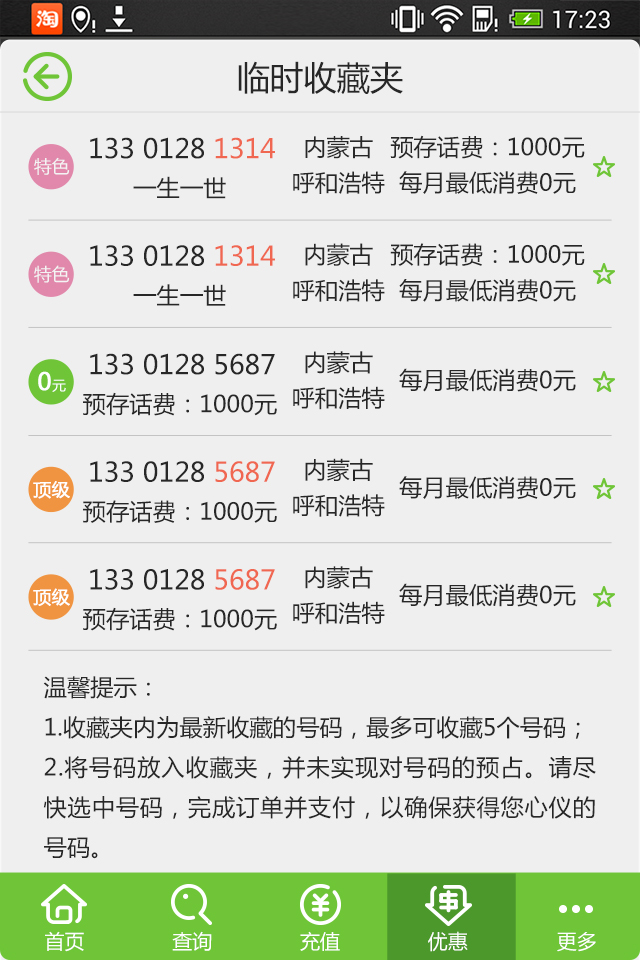 淘
17:23
临时收藏夹
特色
133 0128 1314
一生一世
内蒙古
呼和浩特
预存话费：1000元
每月最低消费0元
特色
133 0128 1314
一生一世
内蒙古
呼和浩特
预存话费：1000元
每月最低消费0元
0元
133 0128 5687
预存话费：1000元
内蒙古
呼和浩特
每月最低消费0元
顶级
133 0128 5687
预存话费：1000元
内蒙古
呼和浩特
每月最低消费0元
顶级
133 0128 5687
预存话费：1000元
内蒙古
呼和浩特
每月最低消费0元
温馨提示：
1.收藏夹内为最新收藏的号码，最多可收藏5个号码；
2.将号码放入收藏夹，并未实现对号码的预占。请尽
快选中号码，完成订单并支付，以确保获得您心仪的
号码。
首页
查询
充值
优惠
更多